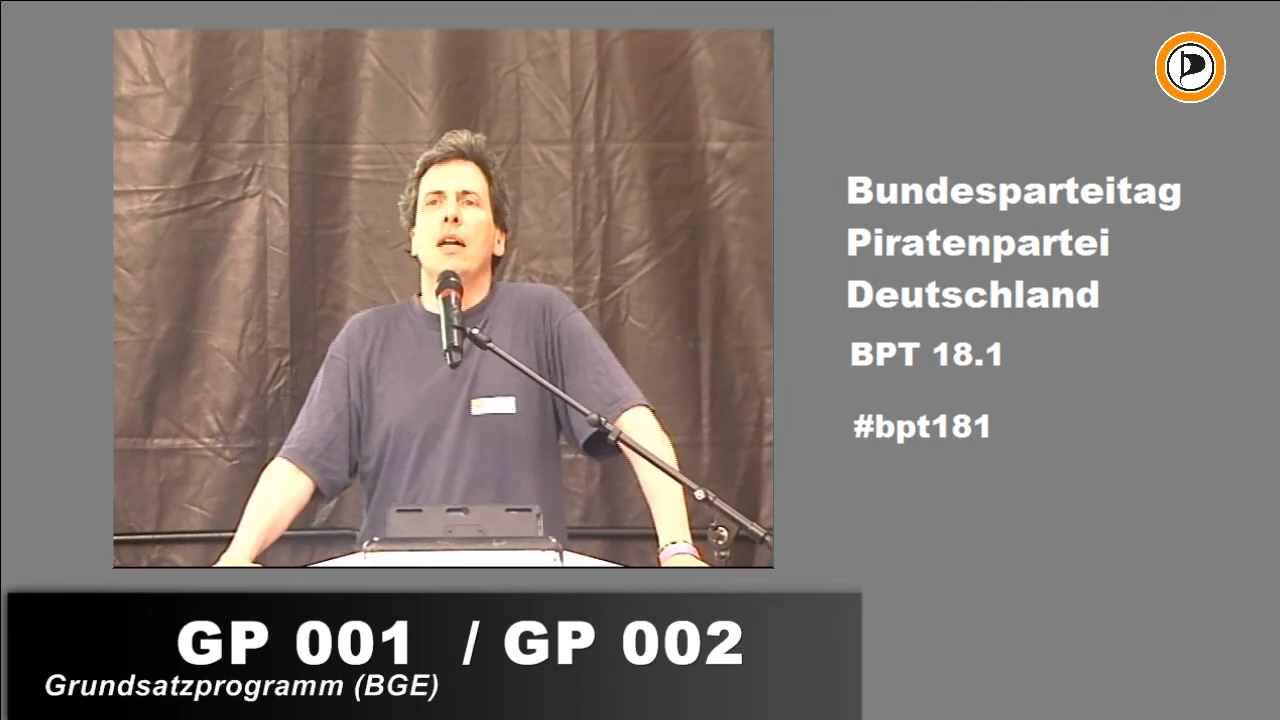 Bundesparteitag
Piratenpartei
Deutschland
BPT 18.1
#bpt181
GP 001 / GP 002
Grundsatzprogramm (BGE)